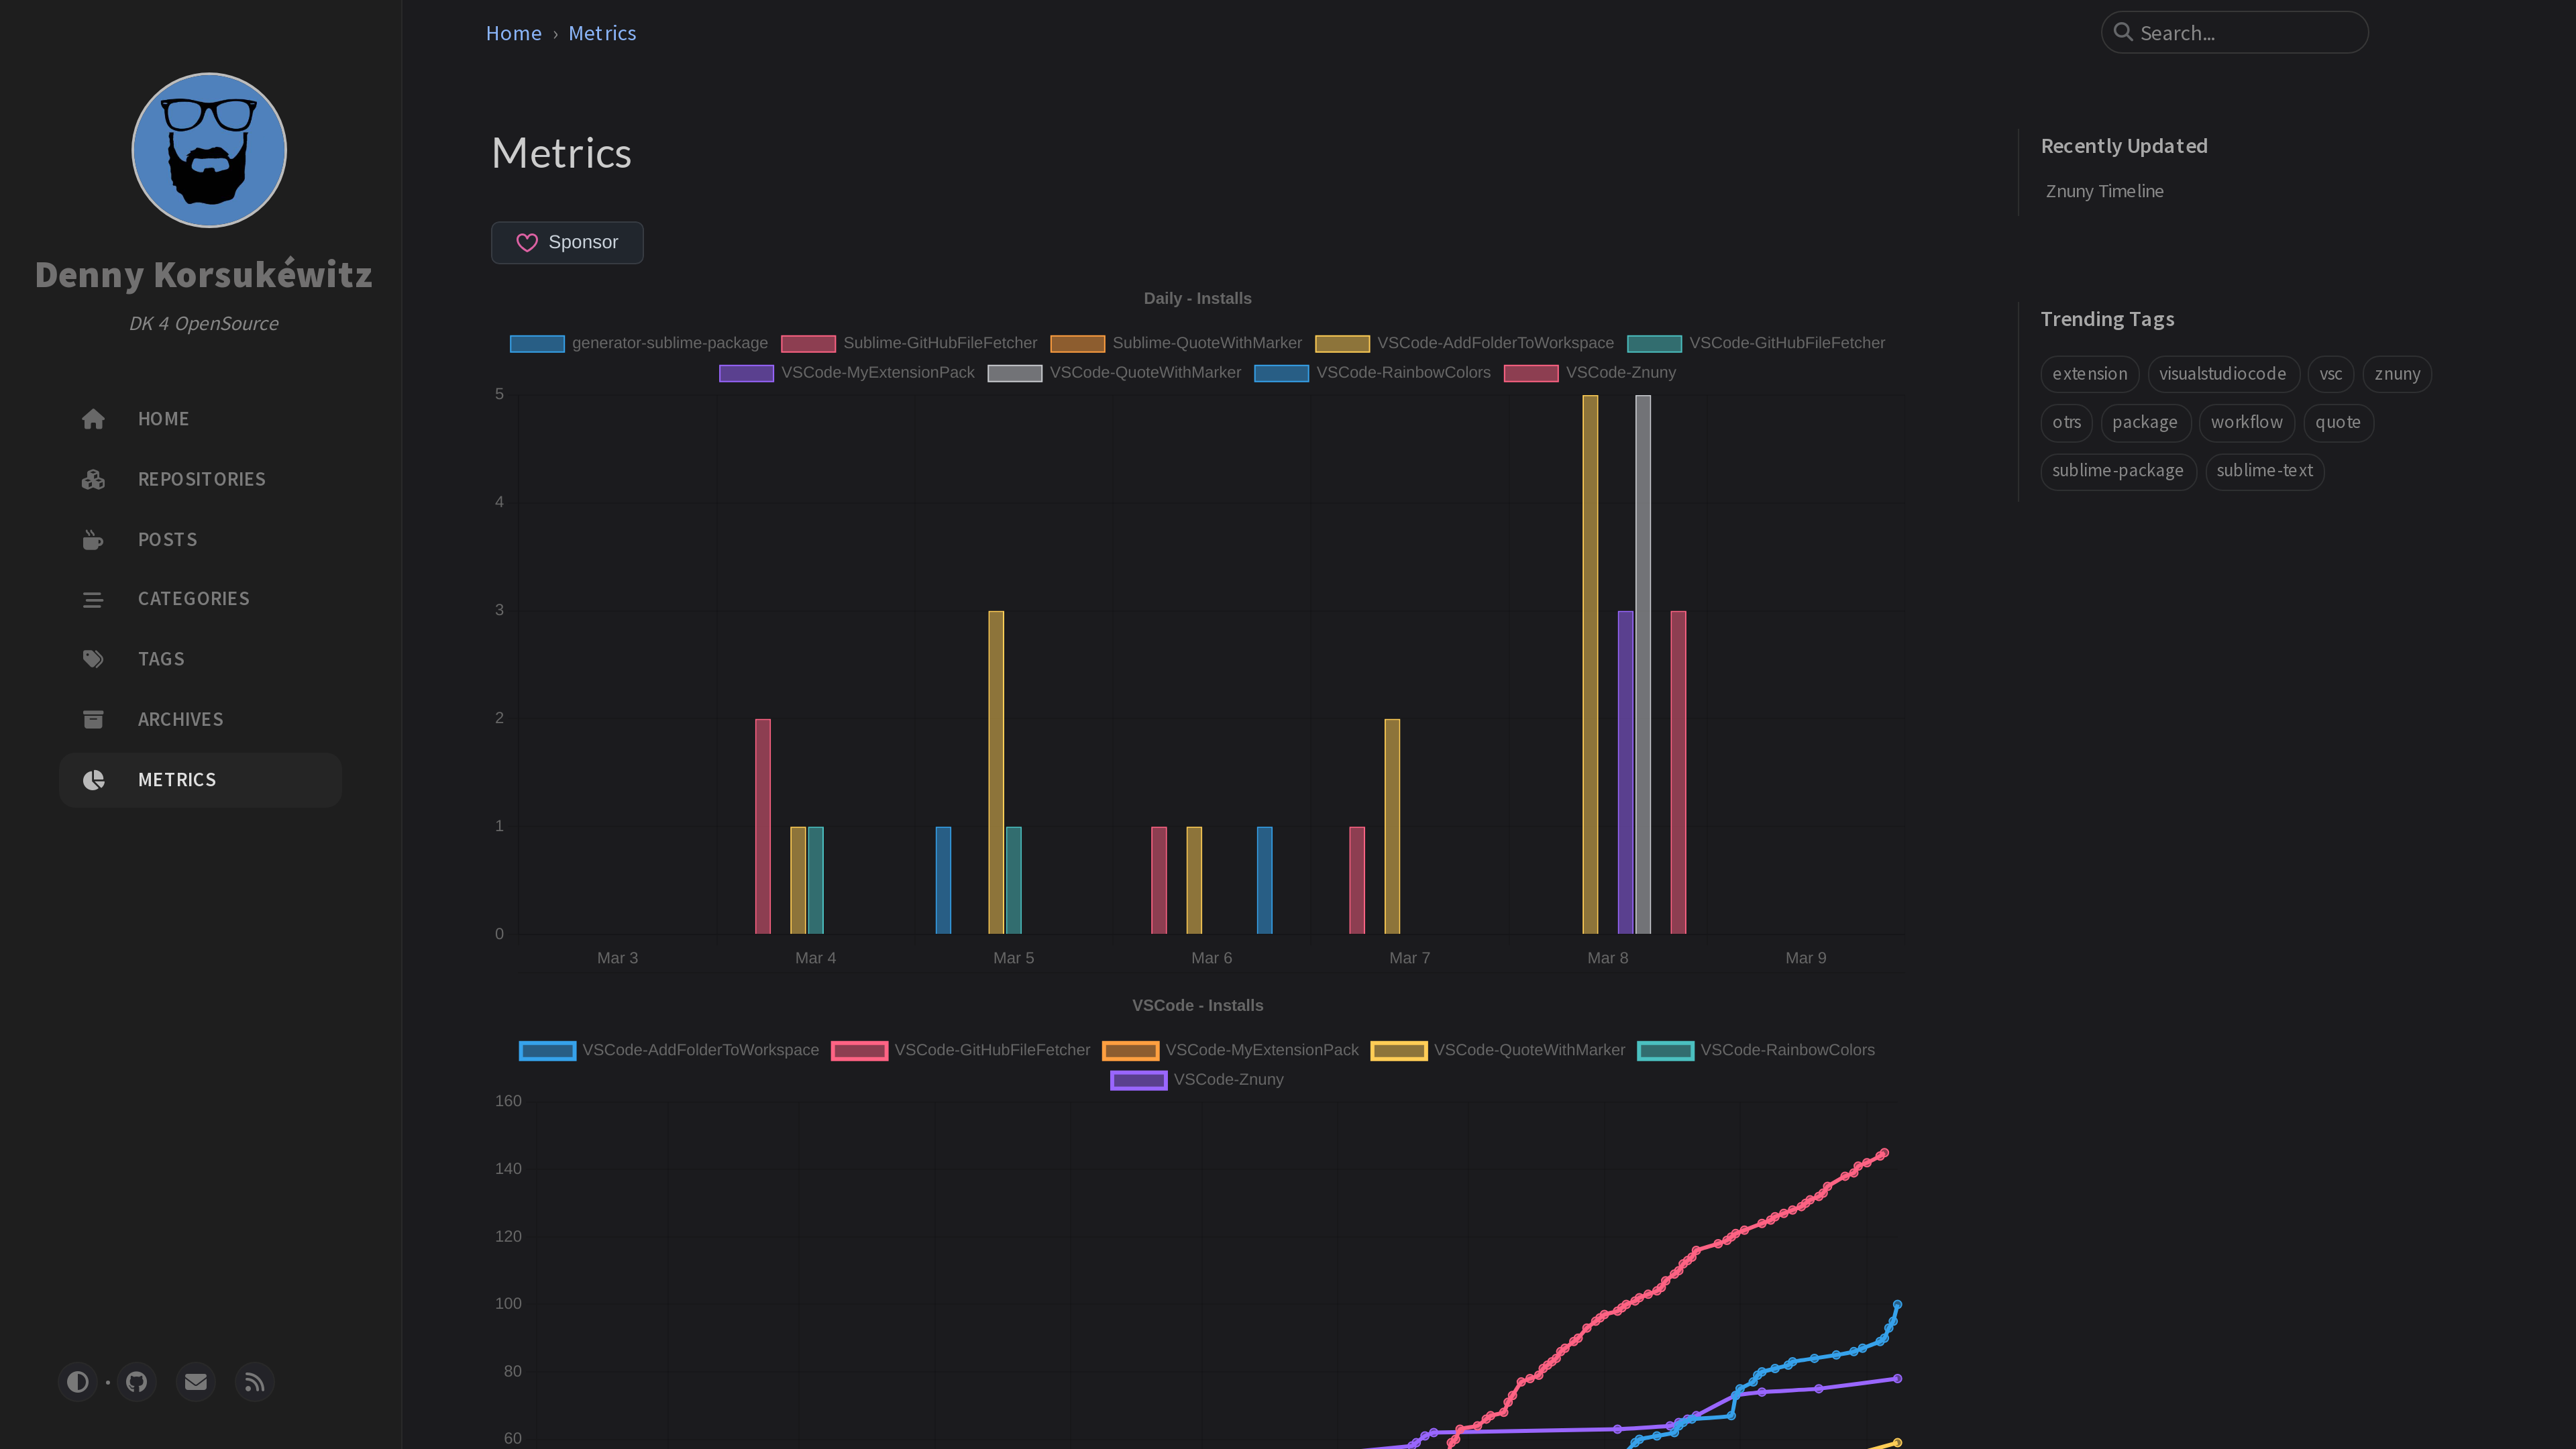 Denny Korsukéwitz
DK 4 OpenSource
HOME
REPOSITORIES
POSTS
CATEGORIES
TAGS
ARCHIVES
METRICS
Home › Metrics
Search...
Metrics
Sponsor
Daily - Installs
generator-sublime-package Sublime-GitHubFileFetcher Sublime-QuoteWithMarker VSCode-AddFolderToWorkspace VSCode-GitHubFileFetcher
VSCode-MyExtensionPack VSCode-QuoteWithMarker VSCode-RainbowColors VSCode-Znuny
5
4
3
2
1
0
Mar 3 Mar 4 Mar 5 Mar 6 Mar 7 Mar 8 Mar 9
VSCode - Installs
VSCode-AddFolderToWorkspace VSCode-GitHubFileFetcher VSCode-MyExtensionPack VSCode-QuoteWithMarker VSCode-RainbowColors
VSCode-Znuny
160
140
120
100
80
60
Recently Updated
Znuny Timeline
Trending Tags
extension visualstudiocode vsc znuny
otrs package workflow quote
sublime-package sublime-text